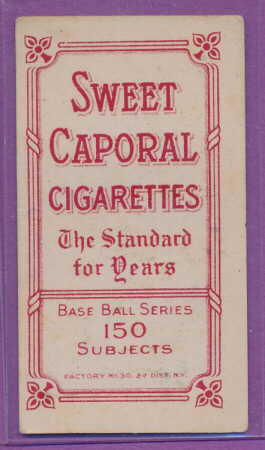 SWEET
CAPORAL
CIGARETTES
The Standard
for Years
BASE BALL SERIES
150
SUBJECTS
FACTORY No 30, 2d DIST. N.Y.